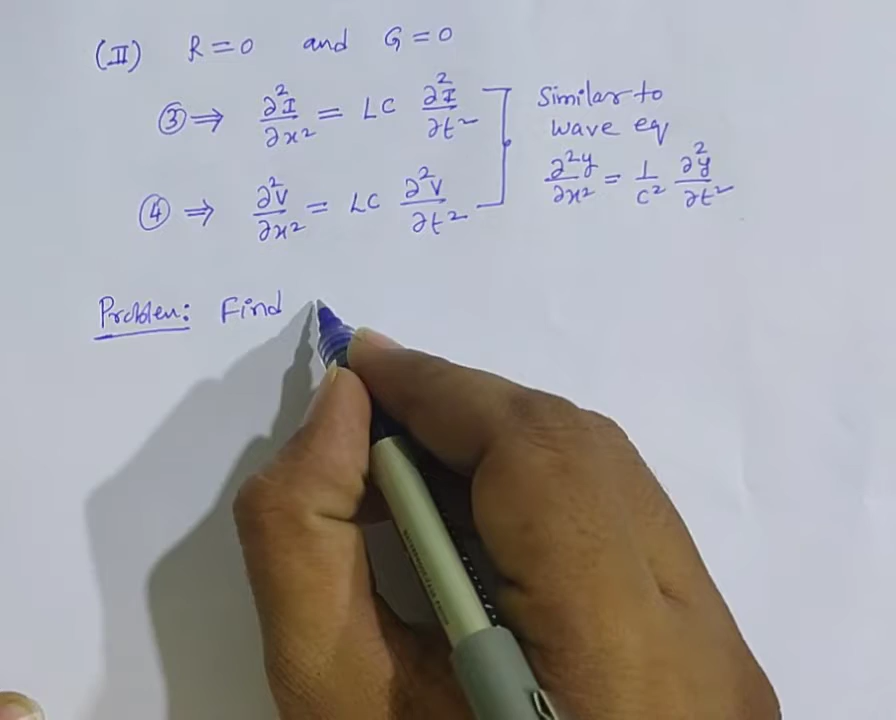 (II) R=0 and G=0
③ ⇒ ∂²I/∂x² = LC ∂²I/∂t²
④ ⇒ ∂²V/∂x² = LC ∂²V/∂t²
Similar to
wave eq
∂²y/∂x² = 1/c² ∂²y/∂t²
Problem: Find